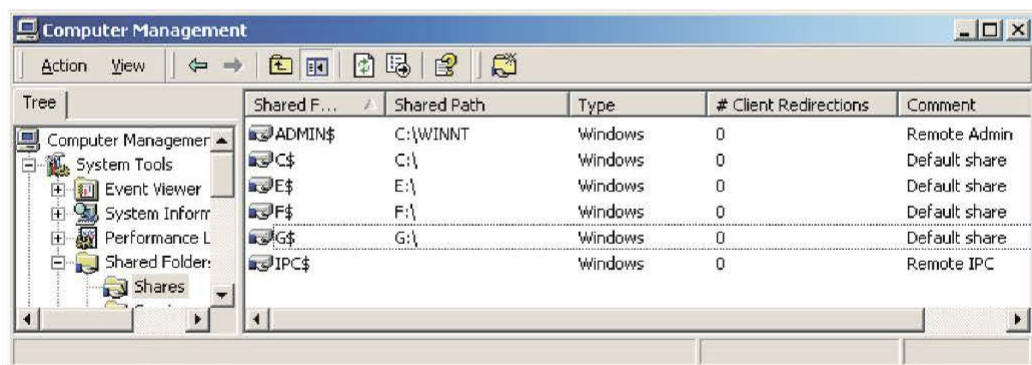 Computer Management
Action View
Tree
Shared F... Shared Path Type # Client Redirections Comment
Computer Managemer
System Tools
Event Viewer
System Inform
Performance L
Shared Folder:
Shares
ADMIN$ C:\WINNT Windows 0 Remote Admin
C$ C:\ Windows 0 Default share
E$ E:\ Windows 0 Default share
F$ F:\ Windows 0 Default share
G$ G:\ Windows 0 Default share
IPC$ Windows 0 Remote IPC